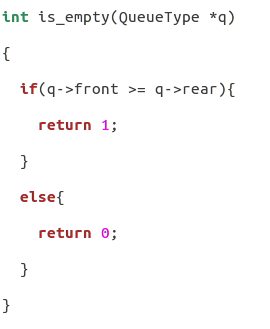 int is_empty(QueueType *q)
{
  if(q->front >= q->rear){
    return 1;
  }
  else{
    return 0;
  }
}